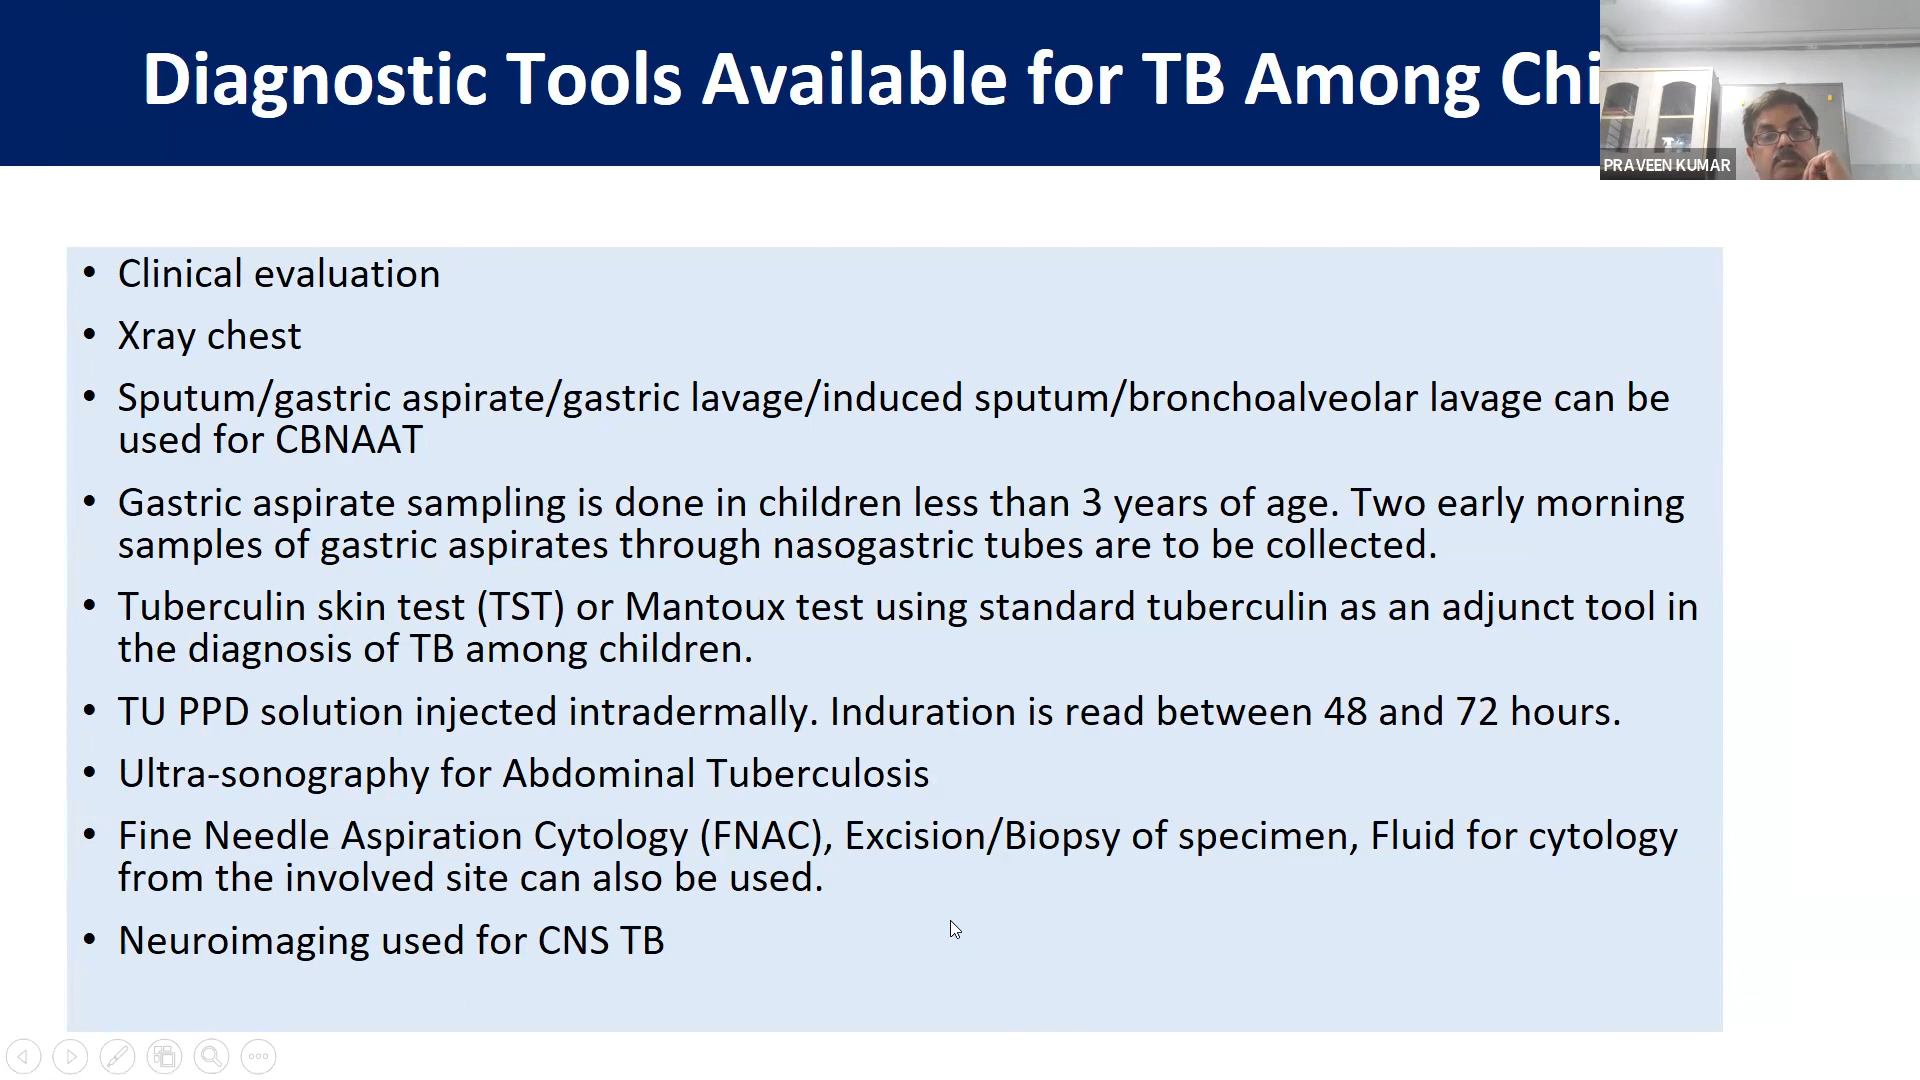 Diagnostic Tools Available for TB Among Chi
PRAVEEN KUMAR
• Clinical evaluation
• Xray chest
• Sputum/gastric aspirate/gastric lavage/induced sputum/bronchoalveolar lavage can be
used for CBNAAT
• Gastric aspirate sampling is done in children less than 3 years of age. Two early morning
samples of gastric aspirates through nasogastric tubes are to be collected.
• Tuberculin skin test (TST) or Mantoux test using standard tuberculin as an adjunct tool in
the diagnosis of TB among children.
• TU PPD solution injected intradermally. Induration is read between 48 and 72 hours.
• Ultra-sonography for Abdominal Tuberculosis
• Fine Needle Aspiration Cytology (FNAC), Excision/Biopsy of specimen, Fluid for cytology
from the involved site can also be used.
• Neuroimaging used for CNS TB